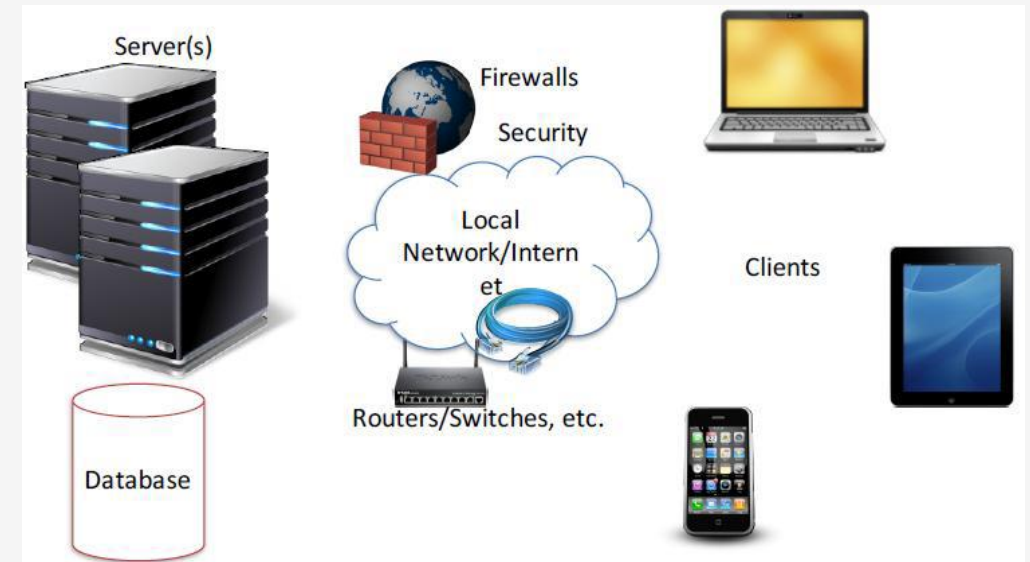 Server(s)
Firewalls
Security
Local
Network/Intern
et
Clients
Routers/Switches, etc.
Database